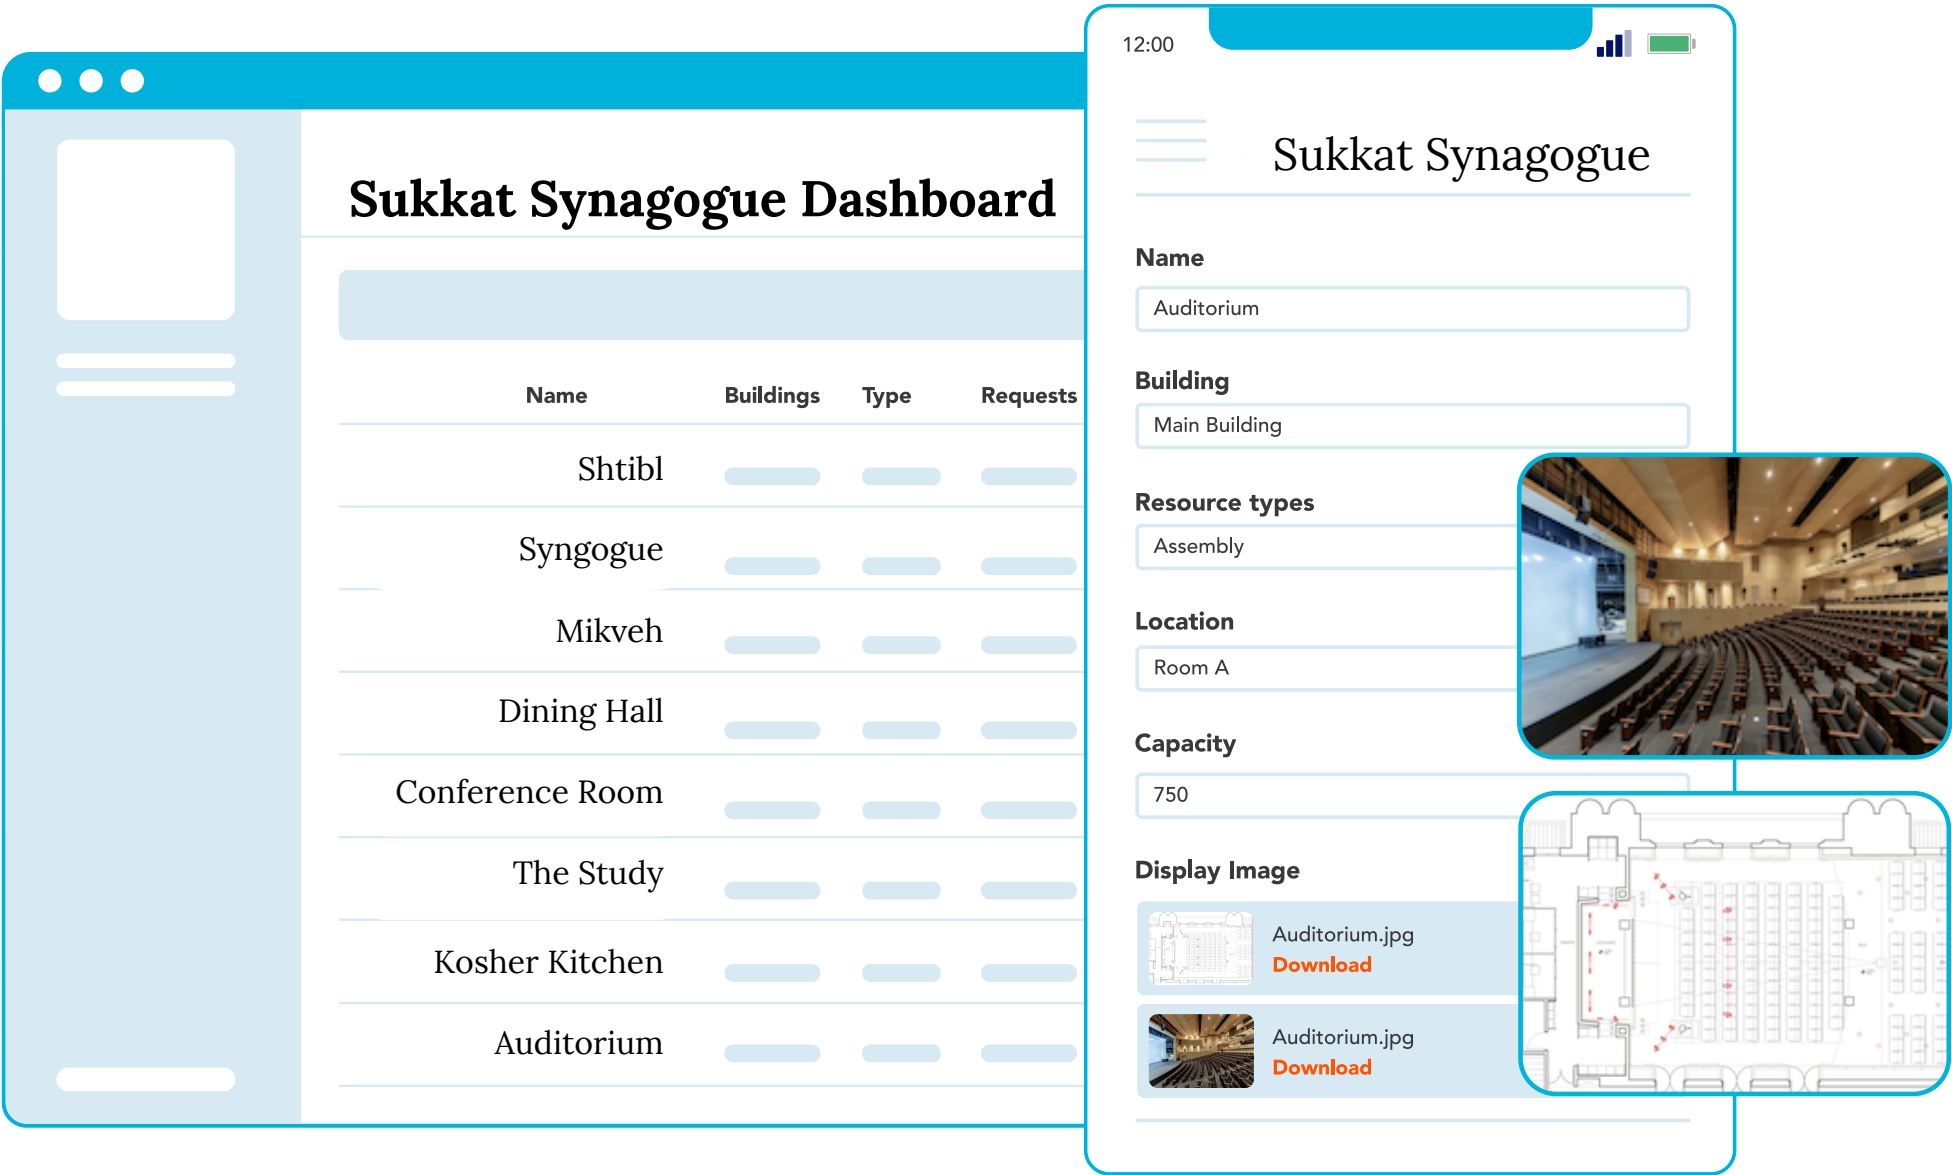 Sukkat Synagogue Dashboard
Name Buildings Type Requests
Shtibl
Syngogue
Mikveh
Dining Hall
Conference Room
The Study
Kosher Kitchen
Auditorium
12:00
Sukkat Synagogue
Name
Auditorium
Building
Main Building
Resource types
Assembly
Location
Room A
Capacity
750
Display Image
Auditorium.jpg
Download
Auditorium.jpg
Download